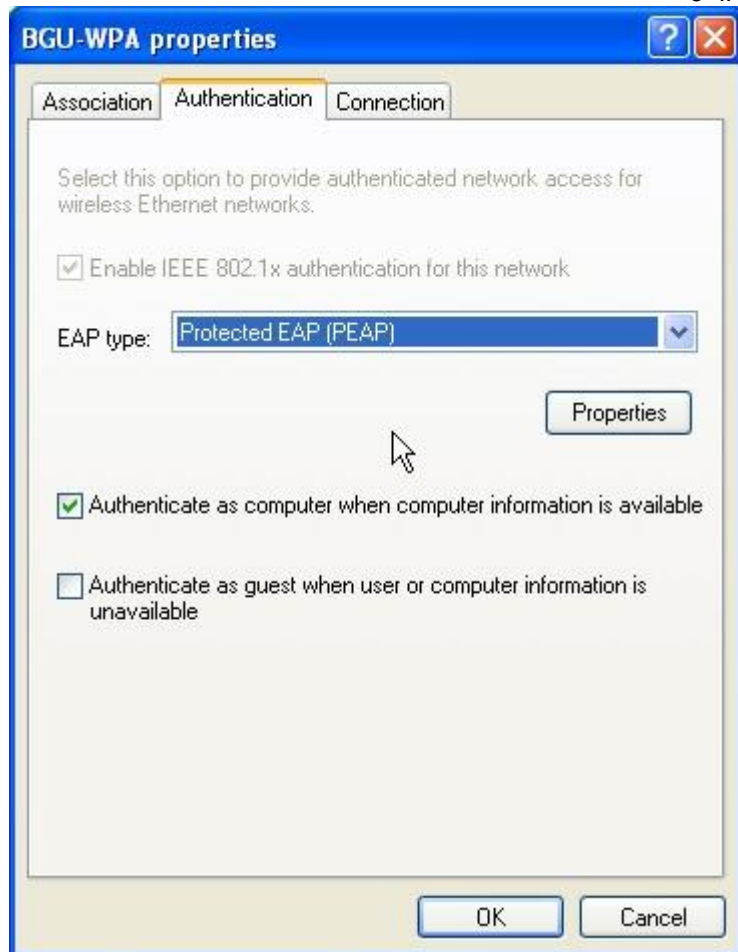 BGU-WPA properties
Association Authentication Connection
Select this option to provide authenticated network access for
wireless Ethernet networks.
Enable IEEE 802.1x authentication for this network
EAP type: Protected EAP (PEAP)
Properties
Authenticate as computer when computer information is available
Authenticate as guest when user or computer information is
unavailable
OK Cancel